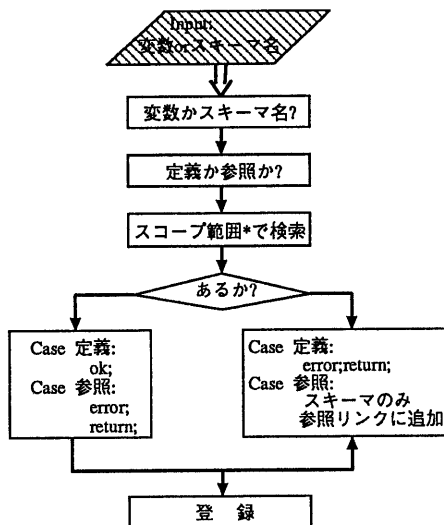 Input:
変数orスキーマ名
変数かスキーマ名?
定義か参照か?
スコープ範囲*で検索
あるか?
Case 定義:
ok;
Case 参照:
error;
return;
Case 定義:
error;return;
Case 参照:
スキーマのみ
参照リンクに追加
登 録